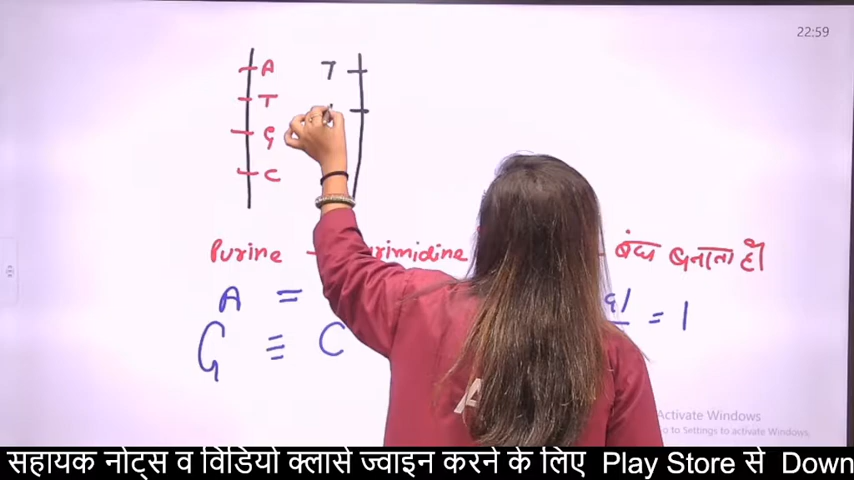 22:59
A T
T
G
C
Purine बंध बनाता है
A =
= 1
G ≡ C
Activate Windows
Go to Settings to activate Windows.
सहायक नोट्स व विडियो क्लासे ज्वाइन करने के लिए Play Store से Down